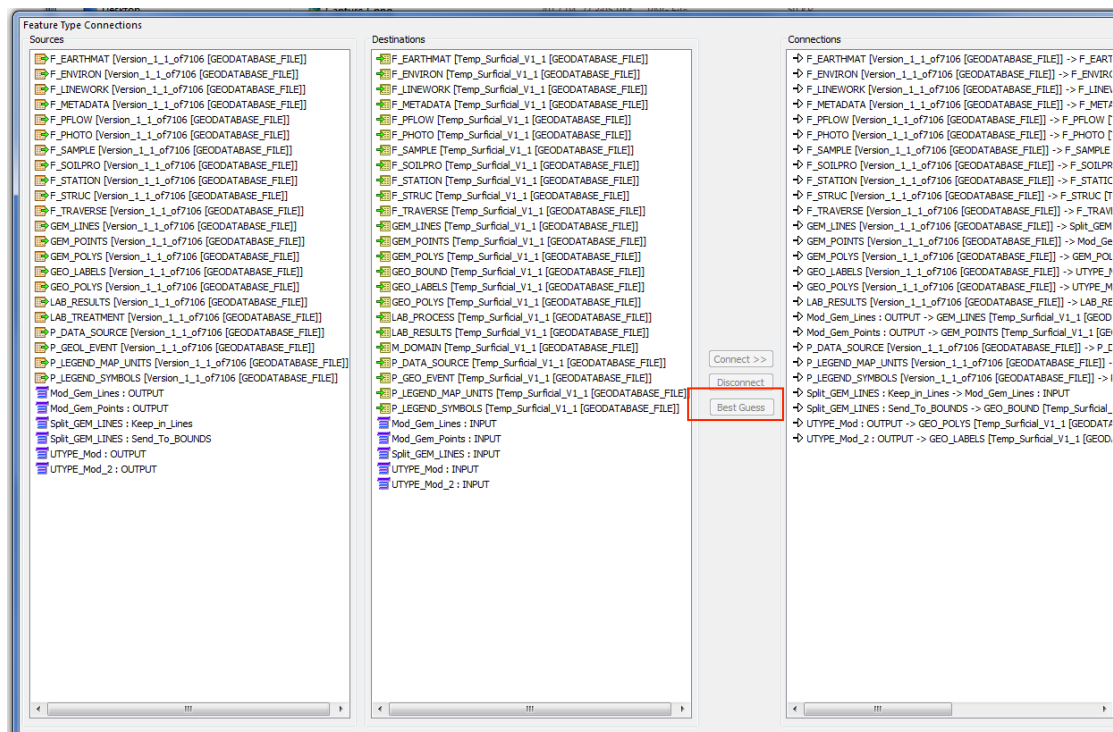 Feature Type Connections
Sources
F_EARTHMAT [Version_1_1_of7106 [GEODATABASE_FILE]]
F_ENVIRON [Version_1_1_of7106 [GEODATABASE_FILE]]
F_LINEWORK [Version_1_1_of7106 [GEODATABASE_FILE]]
F_METADATA [Version_1_1_of7106 [GEODATABASE_FILE]]
F_PFLOW [Version_1_1_of7106 [GEODATABASE_FILE]]
F_PHOTO [Version_1_1_of7106 [GEODATABASE_FILE]]
F_SAMPLE [Version_1_1_of7106 [GEODATABASE_FILE]]
F_SOILPRO [Version_1_1_of7106 [GEODATABASE_FILE]]
F_STATION [Version_1_1_of7106 [GEODATABASE_FILE]]
F_STRUC [Version_1_1_of7106 [GEODATABASE_FILE]]
F_TRAVERSE [Version_1_1_of7106 [GEODATABASE_FILE]]
GEM_LINES [Version_1_1_of7106 [GEODATABASE_FILE]]
GEM_POINTS [Version_1_1_of7106 [GEODATABASE_FILE]]
GEM_POLYS [Version_1_1_of7106 [GEODATABASE_FILE]]
GEO_LABELS [Version_1_1_of7106 [GEODATABASE_FILE]]
GEO_POLYS [Version_1_1_of7106 [GEODATABASE_FILE]]
LAB_RESULTS [Version_1_1_of7106 [GEODATABASE_FILE]]
LAB_TREATMENT [Version_1_1_of7106 [GEODATABASE_FILE]]
P_DATA_SOURCE [Version_1_1_of7106 [GEODATABASE_FILE]]
P_GEOL_EVENT [Version_1_1_of7106 [GEODATABASE_FILE]]
P_LEGEND_MAP_UNITS [Version_1_1_of7106 [GEODATABASE_FILE]]
P_LEGEND_SYMBOLS [Version_1_1_of7106 [GEODATABASE_FILE]]
Mod_Gem_Lines : OUTPUT
Mod_Gem_Points : OUTPUT
Split_GEM_LINES : Keep_in_Lines
Split_GEM_LINES : Send_To_BOUNDS
UTYPE_Mod : OUTPUT
UTYPE_Mod_2 : OUTPUT
Destinations
F_EARTHMAT [Temp_Surficial_V1_1 [GEODATABASE_FILE]]
F_ENVIRON [Temp_Surficial_V1_1 [GEODATABASE_FILE]]
F_LINEWORK [Temp_Surficial_V1_1 [GEODATABASE_FILE]]
F_METADATA [Temp_Surficial_V1_1 [GEODATABASE_FILE]]
F_PFLOW [Temp_Surficial_V1_1 [GEODATABASE_FILE]]
F_PHOTO [Temp_Surficial_V1_1 [GEODATABASE_FILE]]
F_SAMPLE [Temp_Surficial_V1_1 [GEODATABASE_FILE]]
F_SOILPRO [Temp_Surficial_V1_1 [GEODATABASE_FILE]]
F_STATION [Temp_Surficial_V1_1 [GEODATABASE_FILE]]
F_STRUC [Temp_Surficial_V1_1 [GEODATABASE_FILE]]
F_TRAVERSE [Temp_Surficial_V1_1 [GEODATABASE_FILE]]
GEM_LINES [Temp_Surficial_V1_1 [GEODATABASE_FILE]]
GEM_POINTS [Temp_Surficial_V1_1 [GEODATABASE_FILE]]
GEM_POLYS [Temp_Surficial_V1_1 [GEODATABASE_FILE]]
GEO_BOUND [Temp_Surficial_V1_1 [GEODATABASE_FILE]]
GEO_LABELS [Temp_Surficial_V1_1 [GEODATABASE_FILE]]
GEO_POLYS [Temp_Surficial_V1_1 [GEODATABASE_FILE]]
LAB_PROCESS [Temp_Surficial_V1_1 [GEODATABASE_FILE]]
LAB_RESULTS [Temp_Surficial_V1_1 [GEODATABASE_FILE]]
M_DOMAIN [Temp_Surficial_V1_1 [GEODATABASE_FILE]]
P_DATA_SOURCE [Temp_Surficial_V1_1 [GEODATABASE_FILE]]
P_GEO_EVENT [Temp_Surficial_V1_1 [GEODATABASE_FILE]]
P_LEGEND_MAP_UNITS [Temp_Surficial_V1_1 [GEODATABASE_FILE]
P_LEGEND_SYMBOLS [Temp_Surficial_V1_1 [GEODATABASE_FILE]]
Mod_Gem_Lines : INPUT
Mod_Gem_Points : INPUT
Split_GEM_LINES : INPUT
UTYPE_Mod : INPUT
UTYPE_Mod_2 : INPUT
Connect >>
Disconnect
Best Guess
Connections
F_EARTHMAT [Version_1_1_of7106 [GEODATABASE_FILE]] -> F_EART
F_ENVIRON [Version_1_1_of7106 [GEODATABASE_FILE]] -> F_ENVIRO
F_LINEWORK [Version_1_1_of7106 [GEODATABASE_FILE]] -> F_LINEW
F_METADATA [Version_1_1_of7106 [GEODATABASE_FILE]] -> F_META
F_PFLOW [Version_1_1_of7106 [GEODATABASE_FILE]] -> F_PFLOW [
F_PHOTO [Version_1_1_of7106 [GEODATABASE_FILE]] -> F_PHOTO [
F_SAMPLE [Version_1_1_of7106 [GEODATABASE_FILE]] -> F_SAMPLE
F_SOILPRO [Version_1_1_of7106 [GEODATABASE_FILE]] -> F_SOILPR
F_STATION [Version_1_1_of7106 [GEODATABASE_FILE]] -> F_STATIO
F_STRUC [Version_1_1_of7106 [GEODATABASE_FILE]] -> F_STRUC [T
F_TRAVERSE [Version_1_1_of7106 [GEODATABASE_FILE]] -> F_TRAV
GEM_LINES [Version_1_1_of7106 [GEODATABASE_FILE]] -> Split_GEM
GEM_POINTS [Version_1_1_of7106 [GEODATABASE_FILE]] -> Mod_Ge
GEM_POLYS [Version_1_1_of7106 [GEODATABASE_FILE]] -> GEM_POL
GEO_LABELS [Version_1_1_of7106 [GEODATABASE_FILE]] -> UTYPE_M
GEO_POLYS [Version_1_1_of7106 [GEODATABASE_FILE]] -> UTYPE_M
LAB_RESULTS [Version_1_1_of7106 [GEODATABASE_FILE]] -> LAB_RE
Mod_Gem_Lines : OUTPUT -> GEM_LINES [Temp_Surficial_V1_1 [GEOD
Mod_Gem_Points : OUTPUT -> GEM_POINTS [Temp_Surficial_V1_1 [GE
P_DATA_SOURCE [Version_1_1_of7106 [GEODATABASE_FILE]] -> P_D
P_LEGEND_MAP_UNITS [Version_1_1_of7106 [GEODATABASE_FILE]] -
P_LEGEND_SYMBOLS [Version_1_1_of7106 [GEODATABASE_FILE]] ->
Split_GEM_LINES : Keep_in_Lines -> Mod_Gem_Lines : INPUT
Split_GEM_LINES : Send_To_BOUNDS -> GEO_BOUND [Temp_Surficial_
UTYPE_Mod : OUTPUT -> GEO_POLYS [Temp_Surficial_V1_1 [GEODATA
UTYPE_Mod_2 : OUTPUT -> GEO_LABELS [Temp_Surficial_V1_1 [GEOD